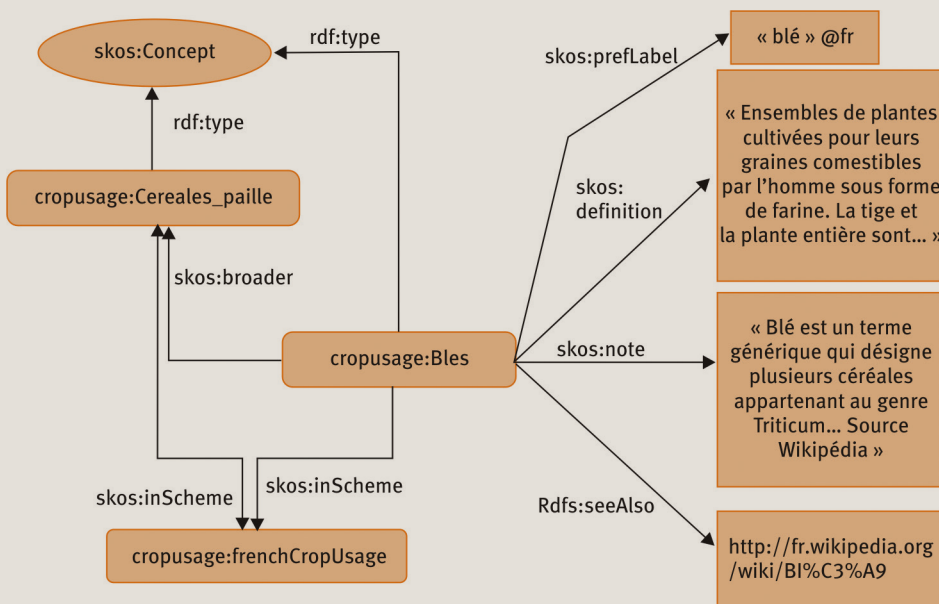 skos:Concept
rdf:type
rdf:type
cropusage:Cereales_paille
skos:broader
cropusage:Bles
skos:inScheme
skos:inScheme
cropusage:frenchCropUsage
skos:prefLabel
« blé » @fr
skos:
definition
« Ensembles de plantes
cultivées pour leurs
graines comestibles
par l’homme sous forme
de farine. La tige et
la plante entière sont... »
skos:note
« Blé est un terme
générique qui désigne
plusieurs céréales
appartenant au genre
Triticum... Source
Wikipédia »
Rdfs:seeAlso
http://fr.wikipedia.org
/wiki/BI%C3%A9